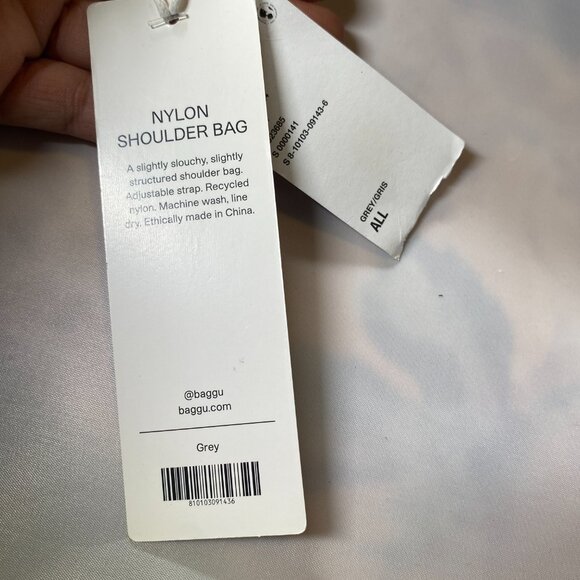 NYLON
SHOULDER BAG
A slightly slouchy, slightly
structured shoulder bag.
Adjustable strap. Recycled
nylon. Machine wash, line
dry. Ethically made in China.
@baggu
baggu.com
Grey
810103091436
S 0000141
S 8-10103-09143-6
GREY/GRIS
ALL